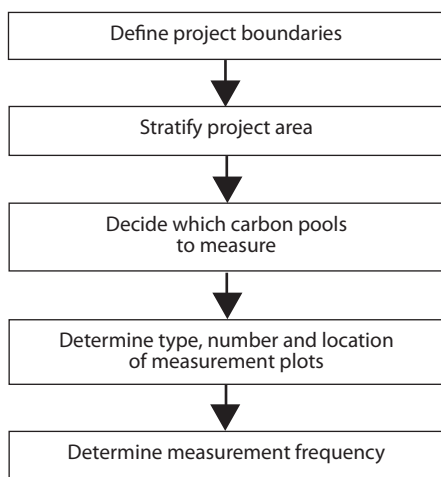 Define project boundaries
Stratify project area
Decide which carbon pools
to measure
Determine type, number and location
of measurement plots
Determine measurement frequency